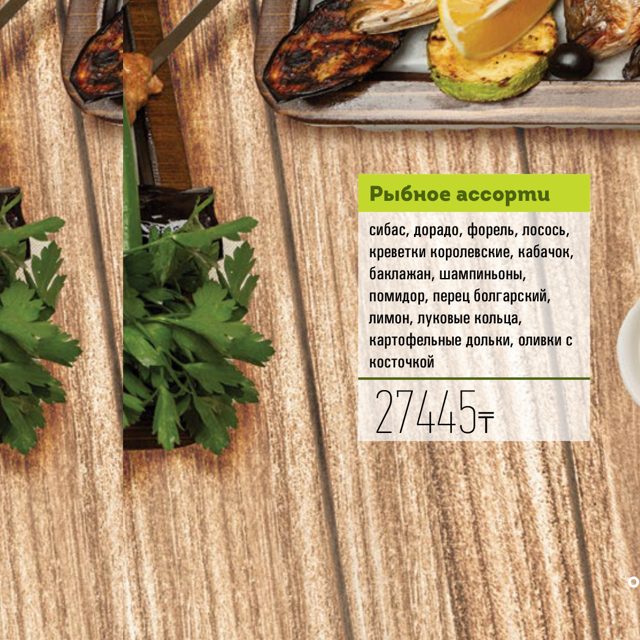 Рыбное ассорти
сибас, дорадо, форель, лосось,
креветки королевские, кабачок,
баклажан, шампиньоны,
помидор, перец болгарский,
лимон, луковые кольца,
картофельные дольки, оливки с
косточкой
27445₸